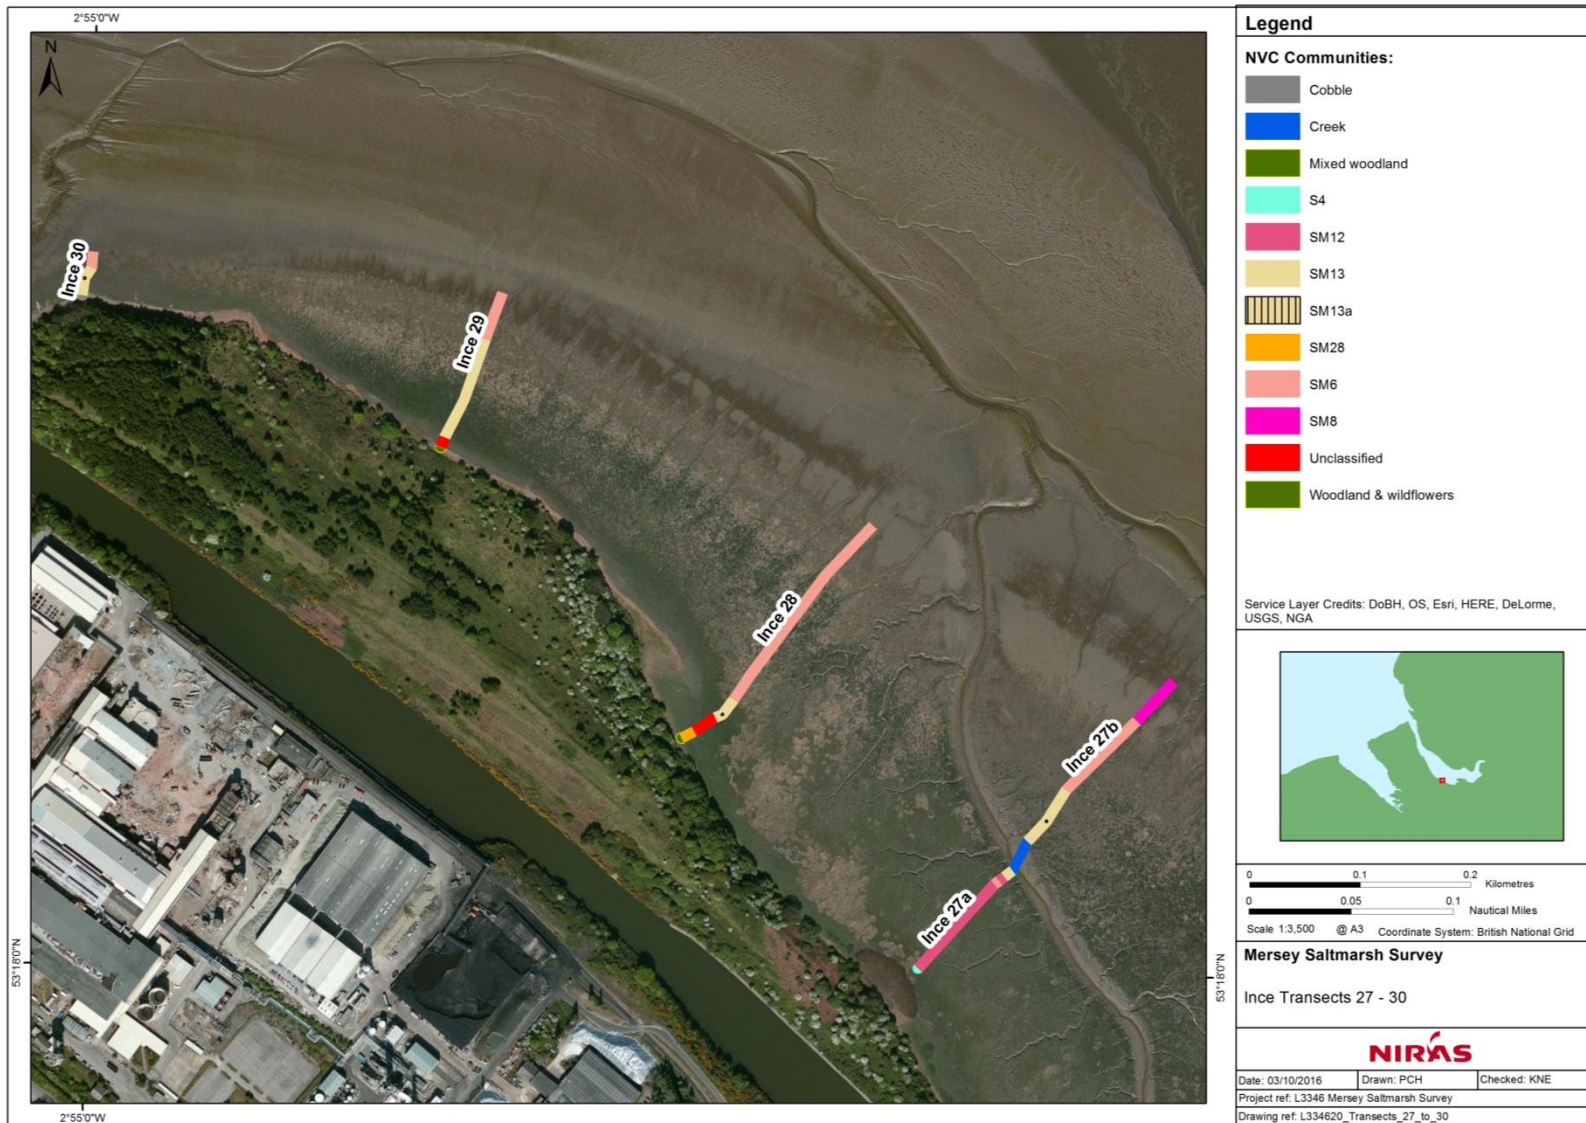 2°55'0"W
N
Ince 30
Ince 29
Ince 28
Ince 27b
Ince 27a
53°18'0"N
53°18'0"N
2°55'0"W
Legend
NVC Communities:
Cobble
Creek
Mixed woodland
S4
SM12
SM13
SM13a
SM28
SM6
SM8
Unclassified
Woodland & wildflowers
Service Layer Credits: DoBH, OS, Esri, HERE, DeLorme,
USGS, NGA
0 0.1 0.2 Kilometres
0 0.05 0.1 Nautical Miles
Scale 1:3,500 @ A3 Coordinate System: British National Grid
Mersey Saltmarsh Survey
Ince Transects 27 - 30
NIRAS
Date: 03/10/2016 Drawn: PCH Checked: KNE
Project ref: L3346 Mersey Saltmarsh Survey
Drawing ref: L334620_Transects_27_to_30